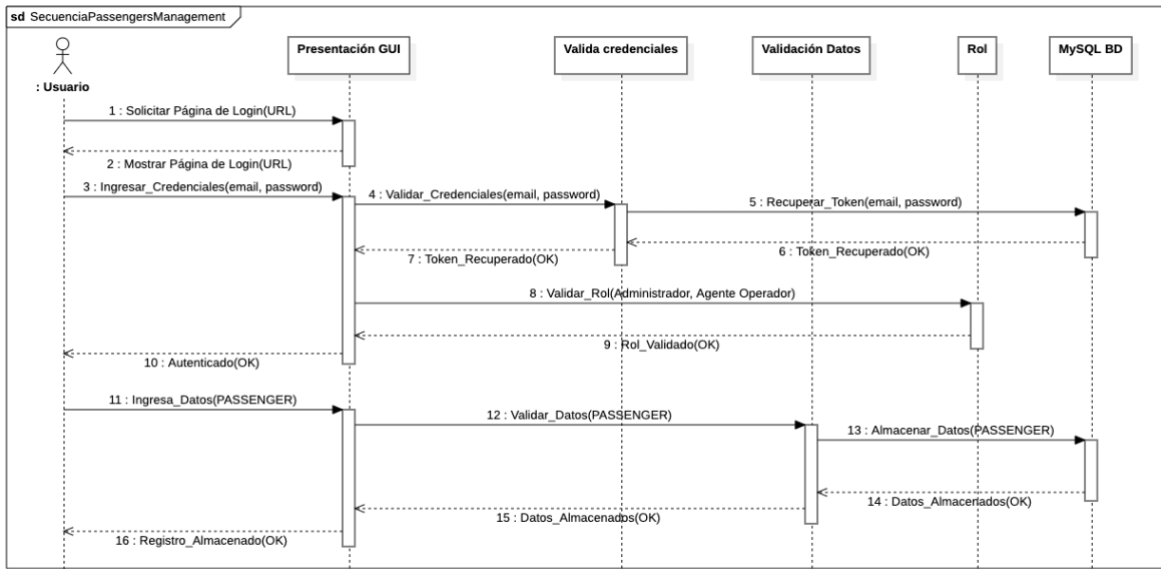 sd SecuenciaPassengersManagement
: Usuario
Presentación GUI
Valida credenciales
Validación Datos
Rol
MySQL BD
1 : Solicitar Página de Login(URL)
2 : Mostrar Página de Login(URL)
3 : Ingresar_Credenciales(email, password)
4 : Validar_Credenciales(email, password)
5 : Recuperar_Token(email, password)
6 : Token_Recuperado(OK)
7 : Token_Recuperado(OK)
8 : Validar_Rol(Administrador, Agente Operador)
9 : Rol_Validado(OK)
10 : Autenticado(OK)
11 : Ingresa_Datos(PASSENGER)
12 : Validar_Datos(PASSENGER)
13 : Almacenar_Datos(PASSENGER)
14 : Datos_Almacenados(OK)
15 : Datos_Almacenados(OK)
16 : Registro_Almacenado(OK)